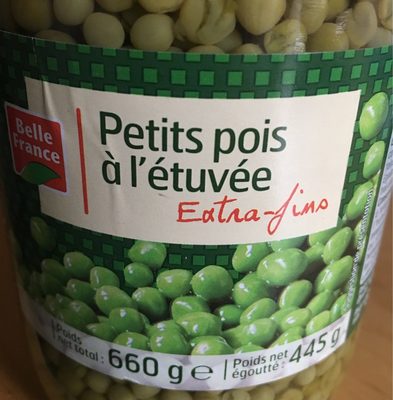 Belle
France
Petits pois
à l'étuvée
Extra-fins
Poids
net total : 660 g e
Poids net
égoutté : 445 g